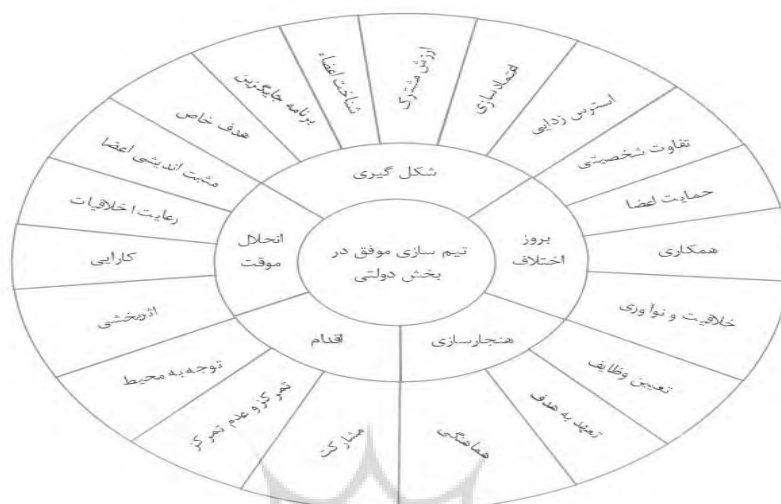 تیم سازی موفق در
بخش دولتی
شکل گیری
بروز
اختلاف
هنجارسازی
اقدام
انحلال
موقت
هدف خاص
برنامه جایگزین
شناخت اعضاء
ارزش مشترک
اعتمادسازی
استرس زدایی
تفاوت شخصیتی
حمایت اعضا
همکاری
خلاقیت و نوآوری
تعیین وظایف
تعهد به هدف
هماهنگی
مشارکت
تمرکز و عدم تمرکز
توجه به محیط
اثربخشی
کارایی
رعایت اخلاقیات
مثبت اندیشی اعضا